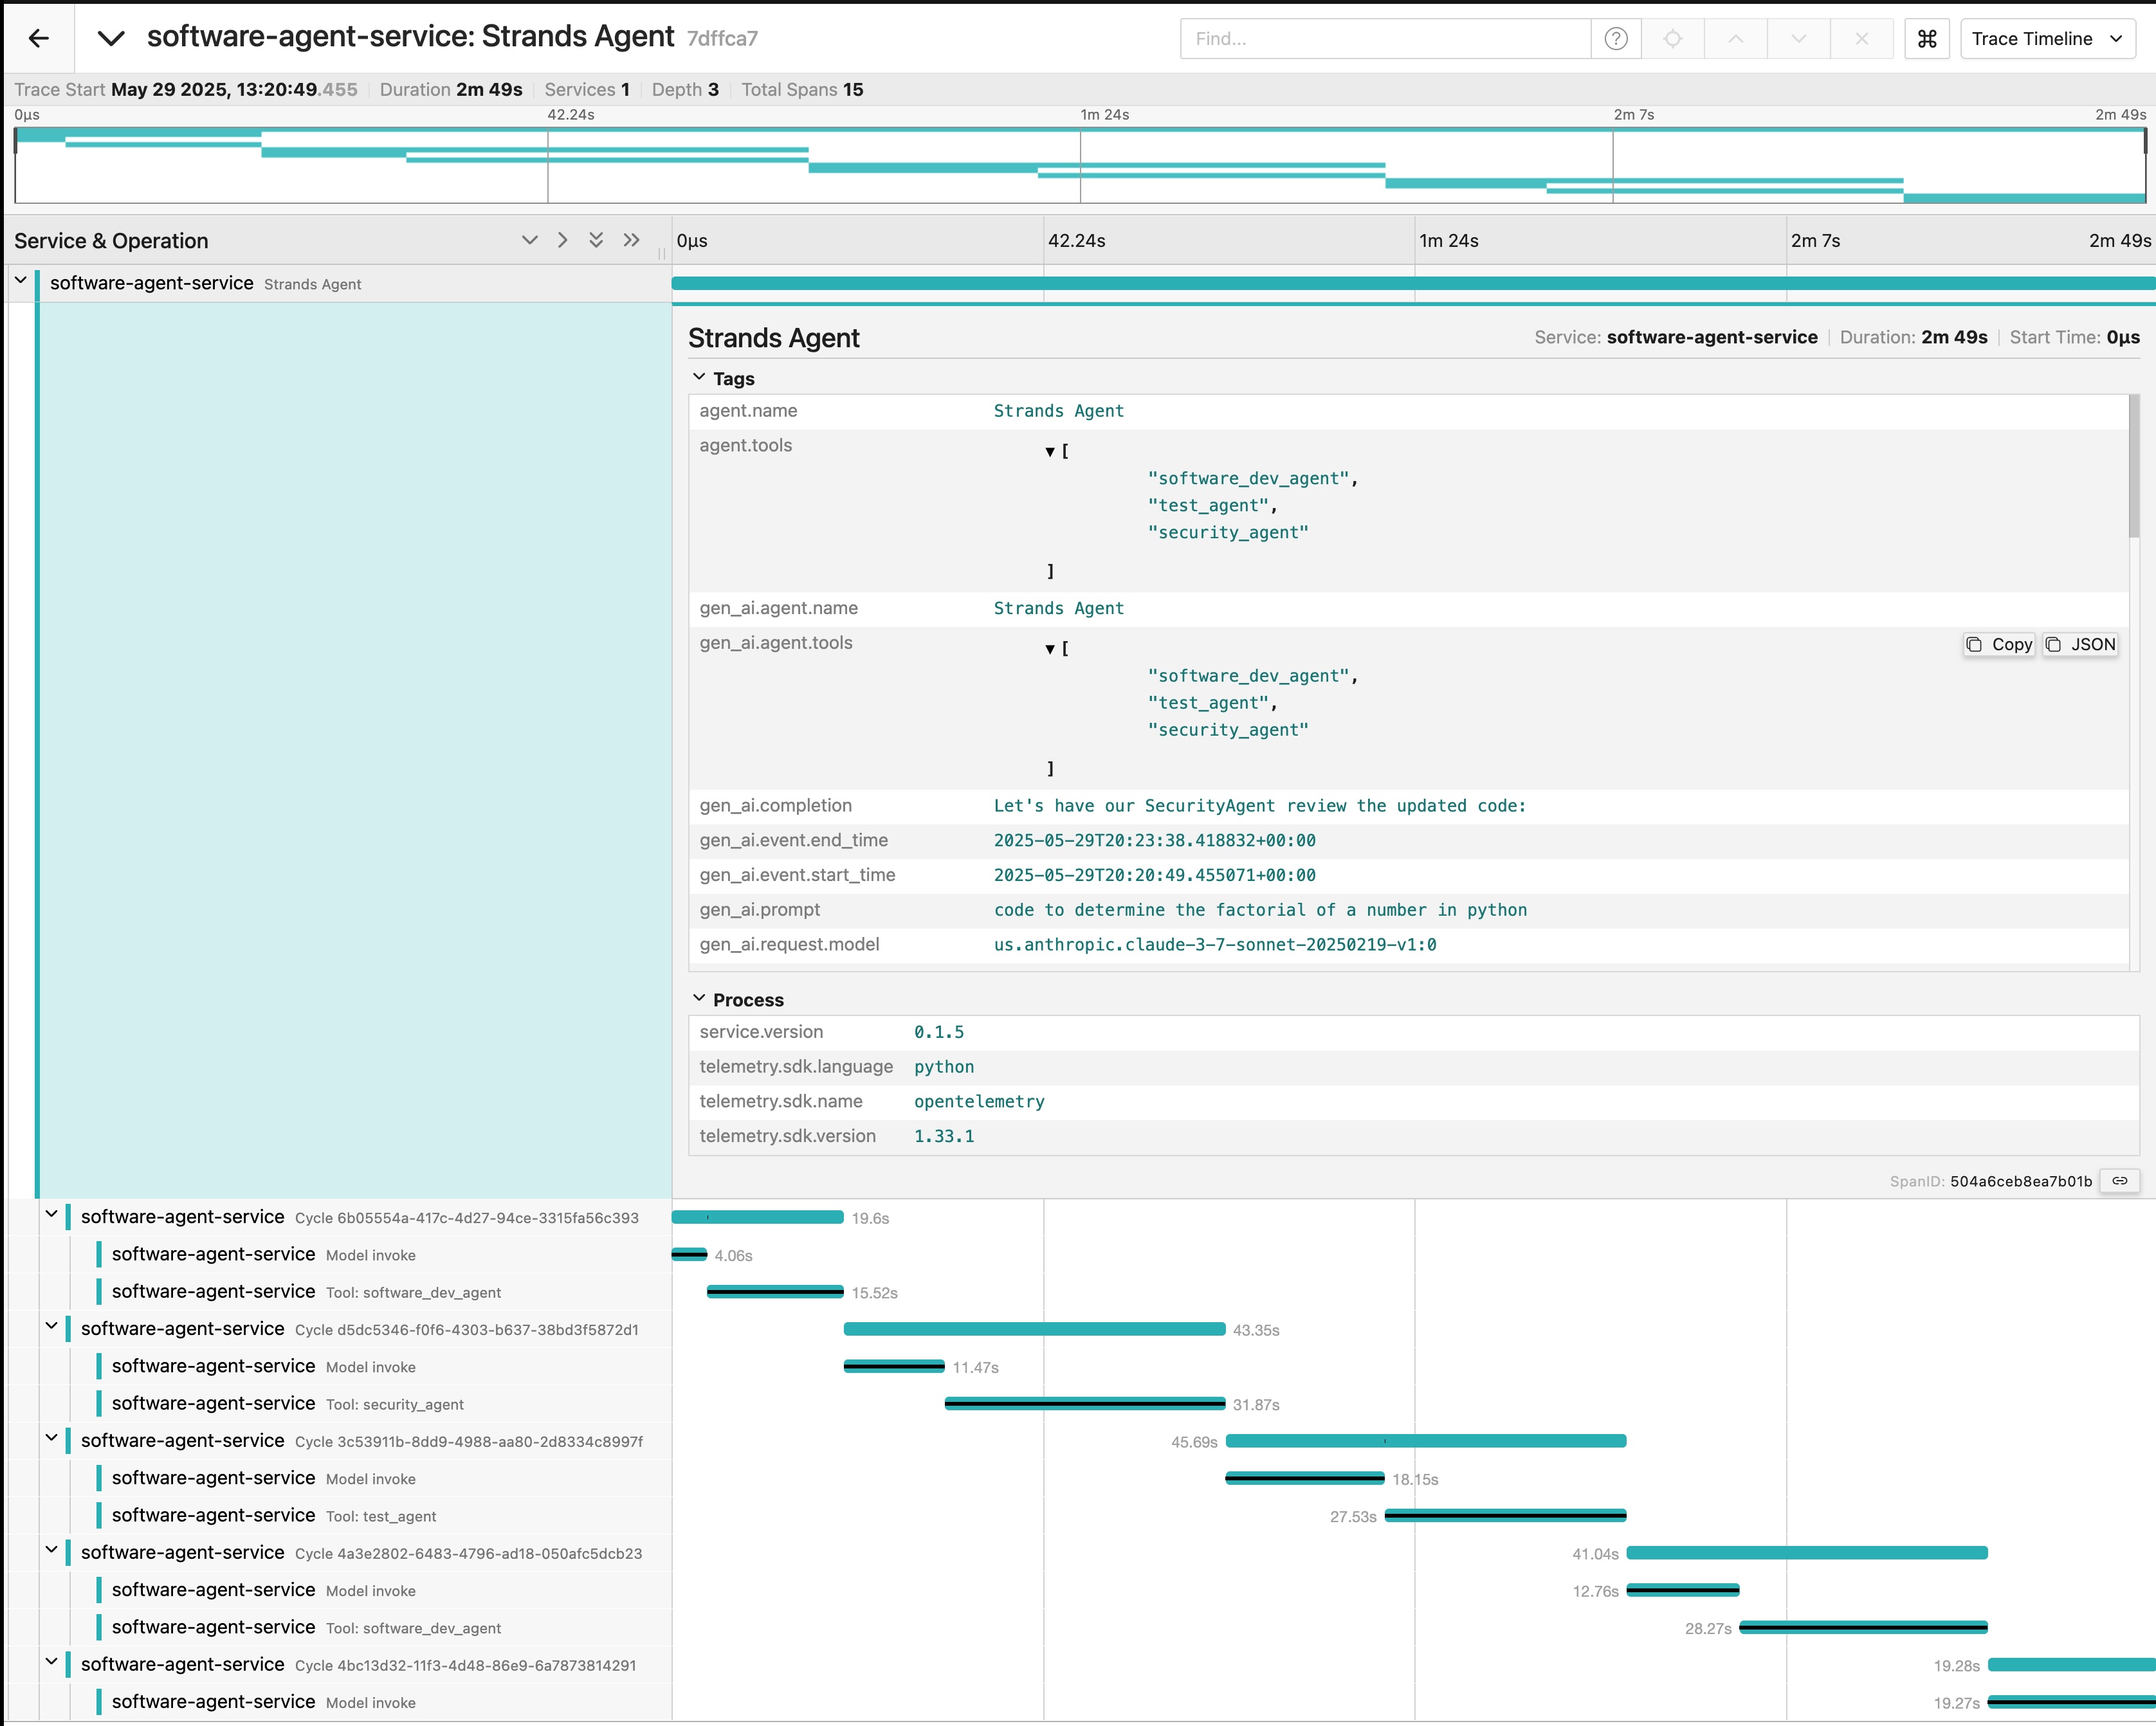 software-agent-service: Strands Agent 7dffca7 Find... Trace Timeline
Trace Start May 29 2025, 13:20:49.455 Duration 2m 49s Services 1 Depth 3 Total Spans 15
0μs 42.24s 1m 24s 2m 7s 2m 49s
Service & Operation 0μs 42.24s 1m 24s 2m 7s 2m 49s
software-agent-service Strands Agent
Strands Agent Service: software-agent-service Duration: 2m 49s Start Time: 0μs
Tags
agent.name Strands Agent
agent.tools [
"software_dev_agent",
"test_agent",
"security_agent"
]
gen_ai.agent.name Strands Agent
gen_ai.agent.tools [ Copy JSON
"software_dev_agent",
"test_agent",
"security_agent"
]
gen_ai.completion Let's have our SecurityAgent review the updated code:
gen_ai.event.end_time 2025-05-29T20:23:38.418832+00:00
gen_ai.event.start_time 2025-05-29T20:20:49.455071+00:00
gen_ai.prompt code to determine the factorial of a number in python
gen_ai.request.model us.anthropic.claude-3-7-sonnet-20250219-v1:0
Process
service.version 0.1.5
telemetry.sdk.language python
telemetry.sdk.name opentelemetry
telemetry.sdk.version 1.33.1
SpanID: 504a6ceb8ea7b01b
software-agent-service Cycle 6b05554a-417c-4d27-94ce-3315fa56c393 19.6s
software-agent-service Model invoke 4.06s
software-agent-service Tool: software_dev_agent 15.52s
software-agent-service Cycle d5dc5346-f0f6-4303-b637-38bd3f5872d1 43.35s
software-agent-service Model invoke 11.47s
software-agent-service Tool: security_agent 31.87s
software-agent-service Cycle 3c53911b-8dd9-4988-aa80-2d8334c8997f 45.69s
software-agent-service Model invoke 18.15s
software-agent-service Tool: test_agent 27.53s
software-agent-service Cycle 4a3e2802-6483-4796-ad18-050afc5dcb23 41.04s
software-agent-service Model invoke 12.76s
software-agent-service Tool: software_dev_agent 28.27s
software-agent-service Cycle 4bc13d32-11f3-4d48-86e9-6a7873814291 19.28s
software-agent-service Model invoke 19.27s